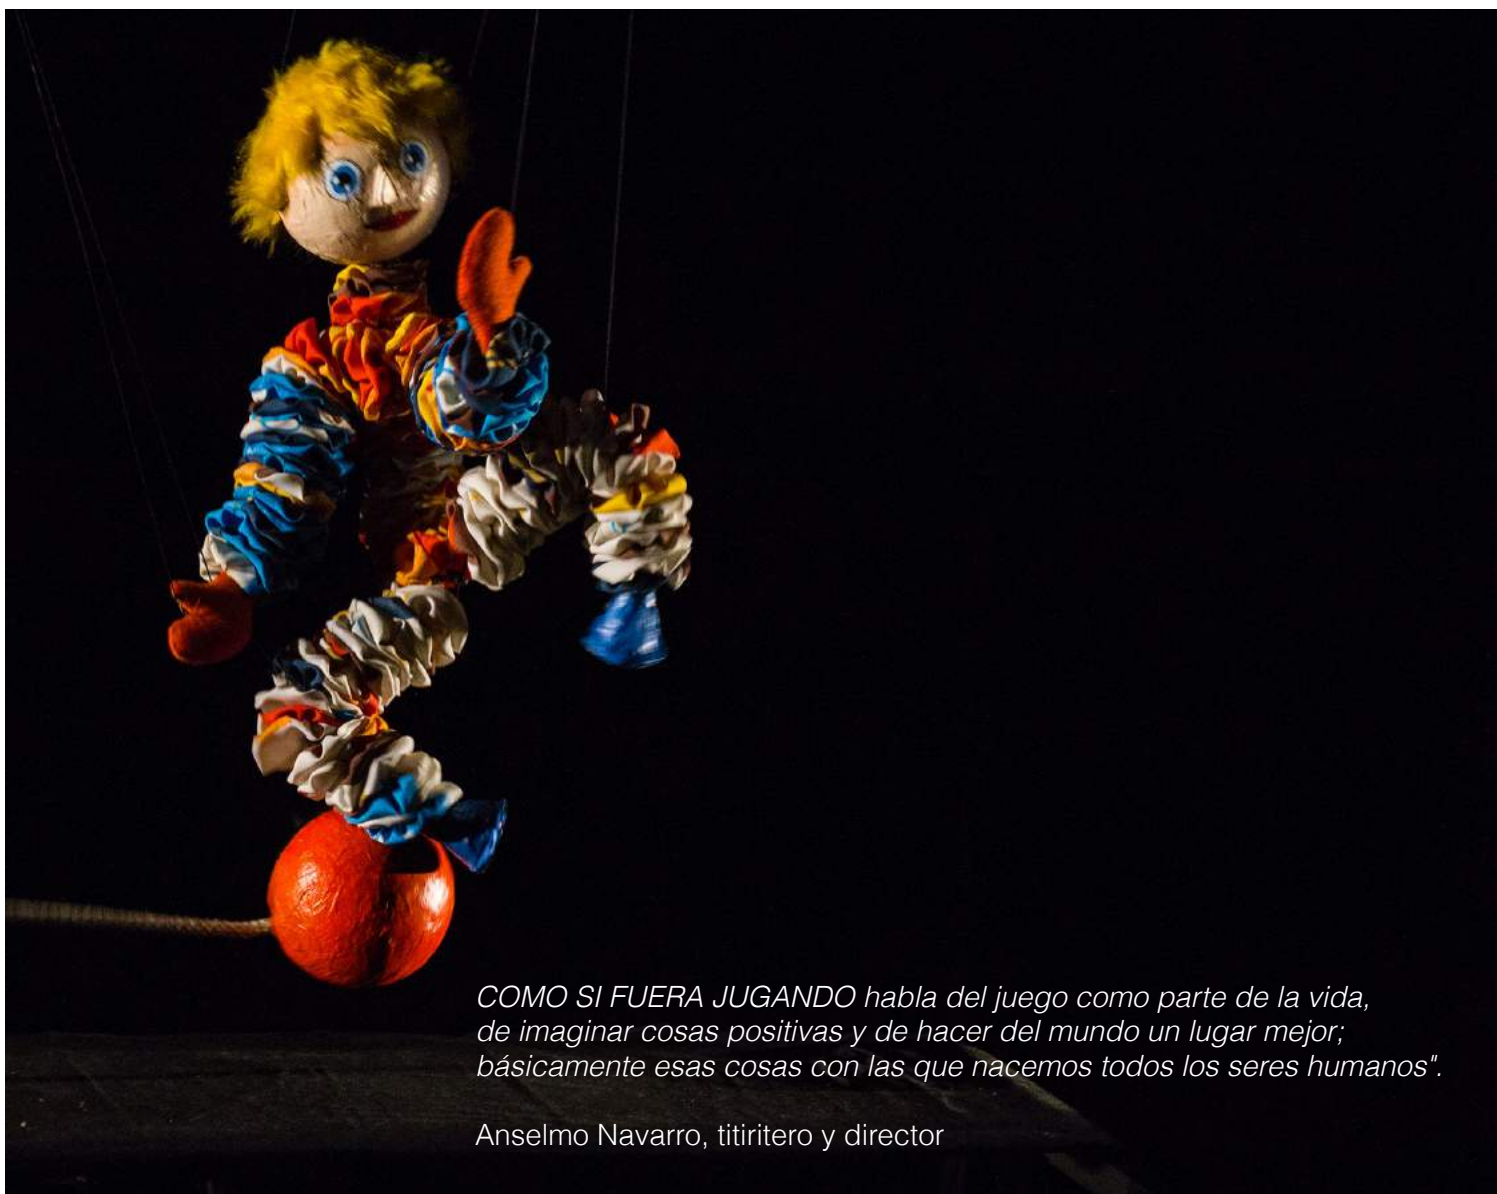 COMO SI FUERA JUGANDO habla del juego como parte de la vida,
de imaginar cosas positivas y de hacer del mundo un lugar mejor;
básicamente esas cosas con las que nacemos todos los seres humanos".
Anselmo Navarro, titiritero y director